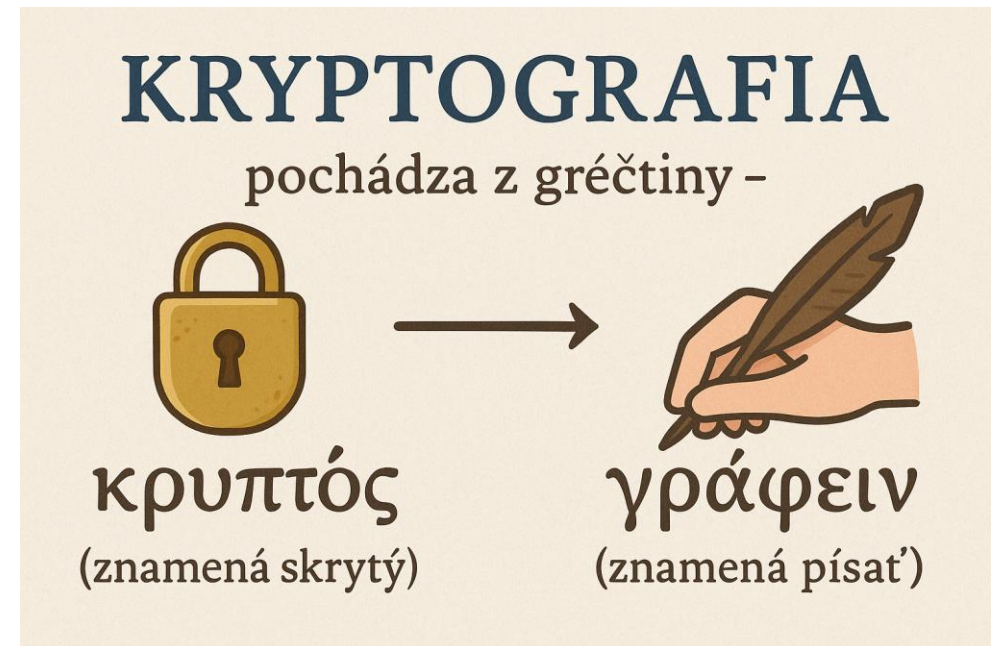 KRYPTOGRAFIA
pochádza z gréčtiny –
κρυπτός
γράφειν
(znamená skrytý)
(znamená písať)